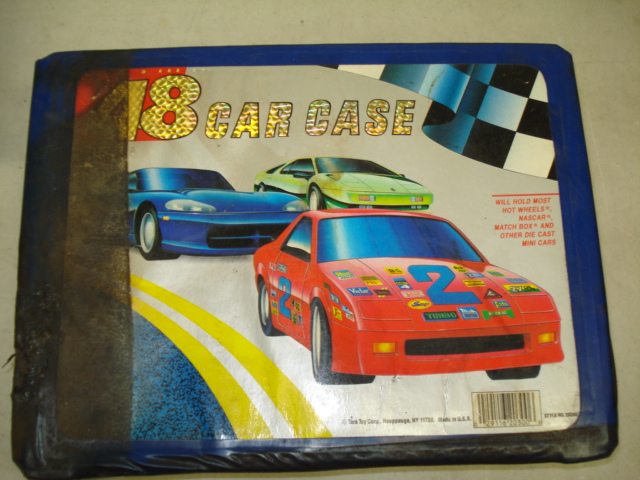 18 CAR CASE
WILL HOLD MOST
HOT WHEELS®,
NASCAR®,
MATCH BOX® AND
OTHER DIE CAST
MINI CARS
2
2
© Tara Toy Corp., Hauppauge, NY 11788. Made in U.S.A.